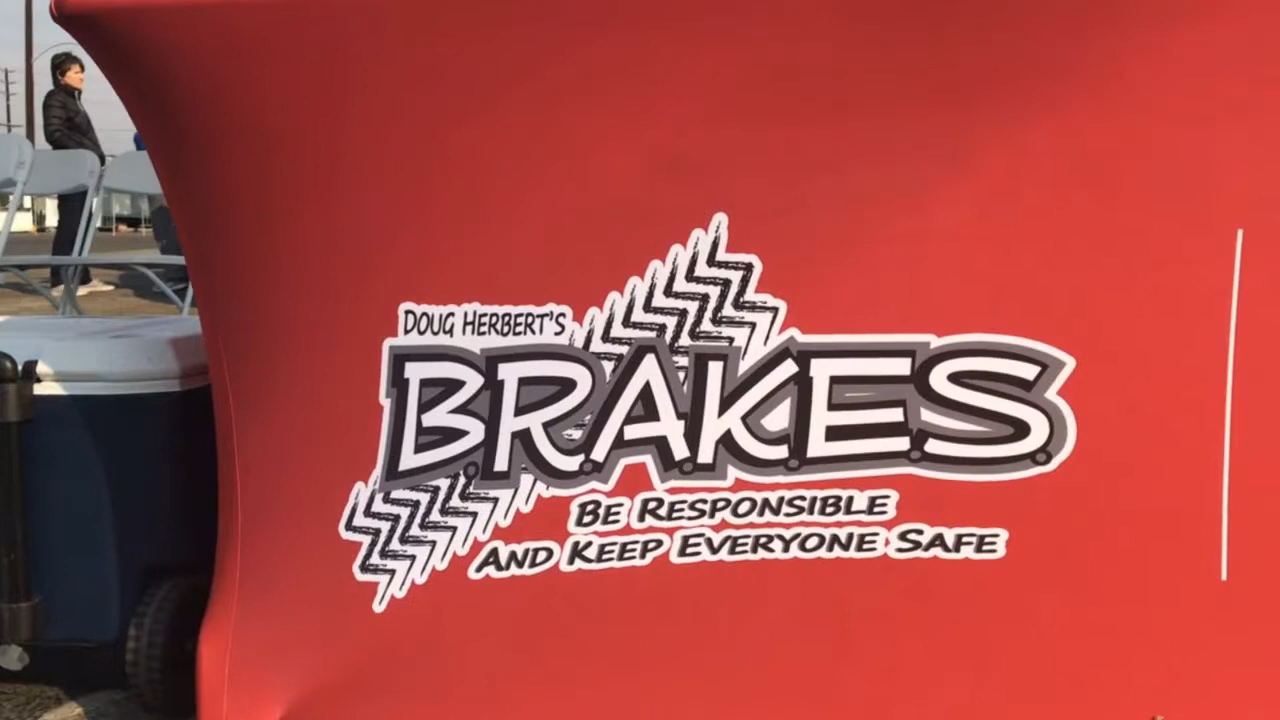 DOUG HERBERT'S
B.R.A.K.E.S.
BE RESPONSIBLE
AND KEEP EVERYONE SAFE